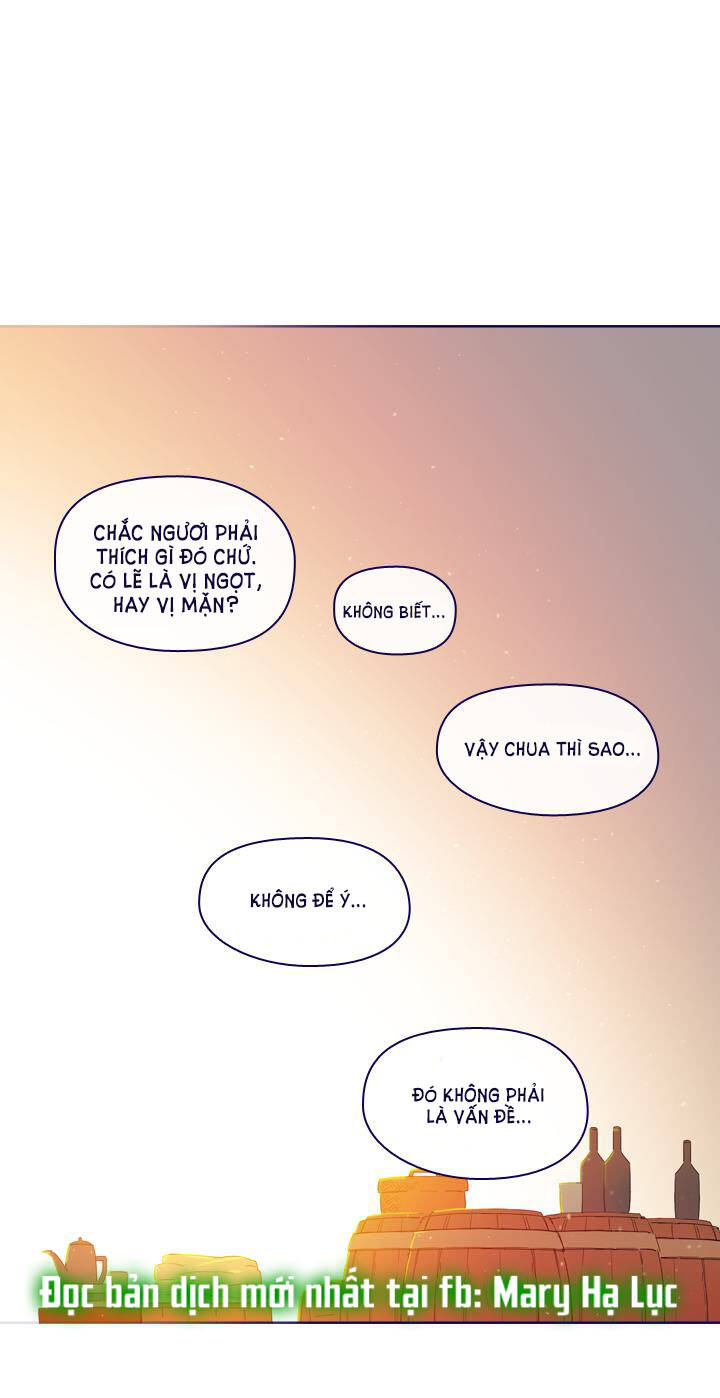 CHẮC NGƯƠI PHẢI
THÍCH GÌ ĐÓ CHỨ.
CÓ LẼ LÀ VỊ NGỌT,
HAY VỊ MẶN?
KHÔNG BIẾT...
VẬY CHUA THÌ SAO...
KHÔNG ĐỂ Ý...
ĐÓ KHÔNG PHẢI
LÀ VẤN ĐỀ...
Đọc bản dịch mới nhất tại fb: Mary Hạ Lục